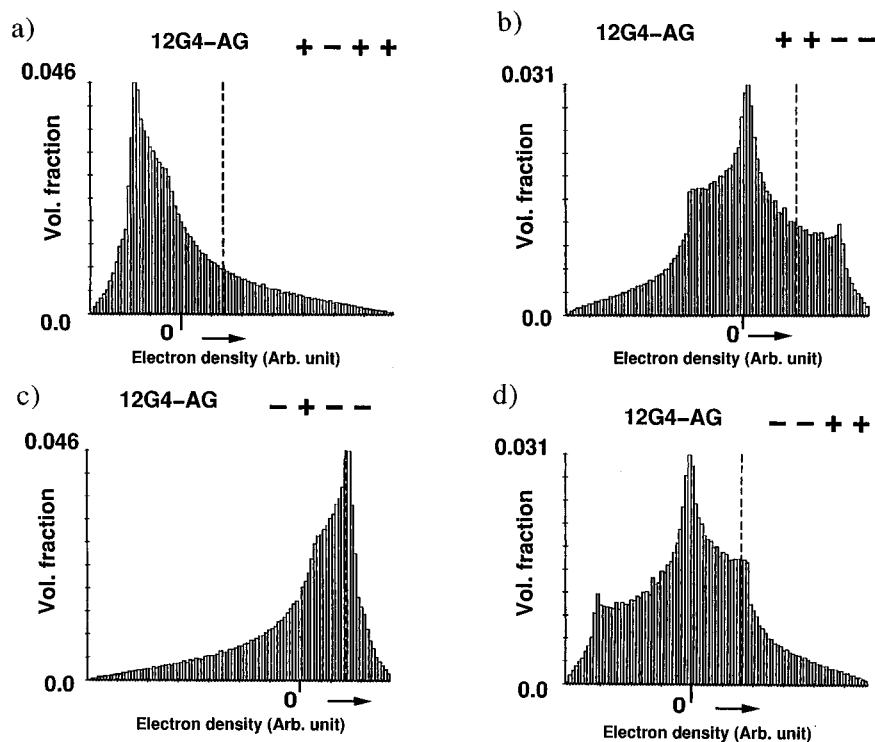 a)
12G4-AG + - + +
0.046
Vol. fraction
0.0
0
Electron density (Arb. unit)
b)
12G4-AG + + - -
0.031
Vol. fraction
0.0
0
Electron density (Arb. unit)
c)
12G4-AG - + - -
0.046
Vol. fraction
0.0
0
Electron density (Arb. unit)
d)
12G4-AG - - + +
0.031
Vol. fraction
0.0
0
Electron density (Arb. unit)